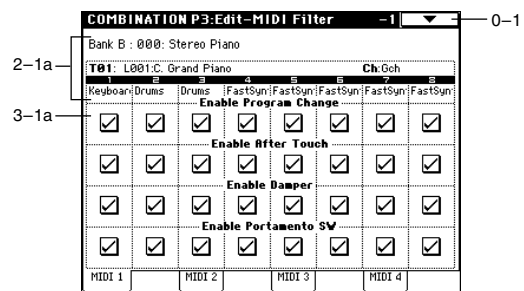 COMBINATION P3:Edit-MIDI Filter -1
0-1
Bank B : 000: Stereo Piano
2-1a
T01: L001:C. Grand Piano Ch:Gch
1 2 3 4 5 6 7 8
Keyboar Drums Drums FastSyn FastSyn FastSyn FastSyn FastSyn
Enable Program Change
3-1a
Enable After Touch
Enable Damper
Enable Portamento SW
MIDI 1 MIDI 2 MIDI 3 MIDI 4